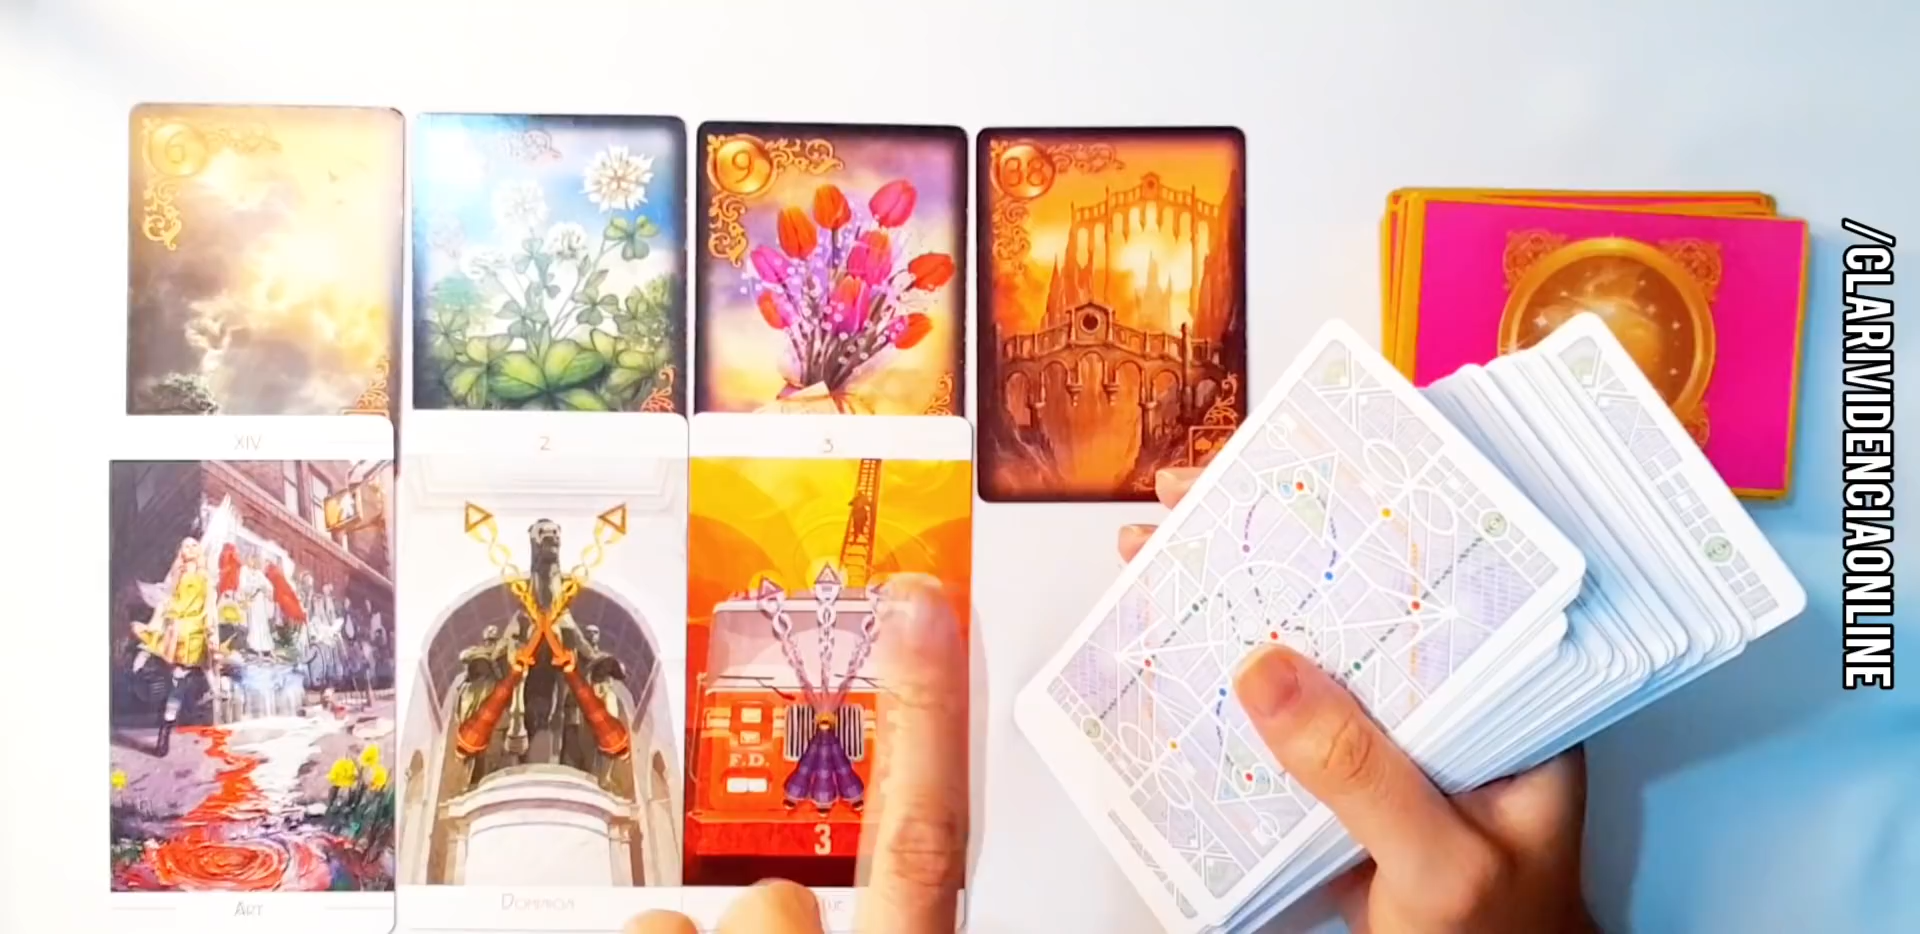 6
9
38
XIV
2
3
F.D.
3
ART
DOMINION
/CLARIVIDENCIAONLINE